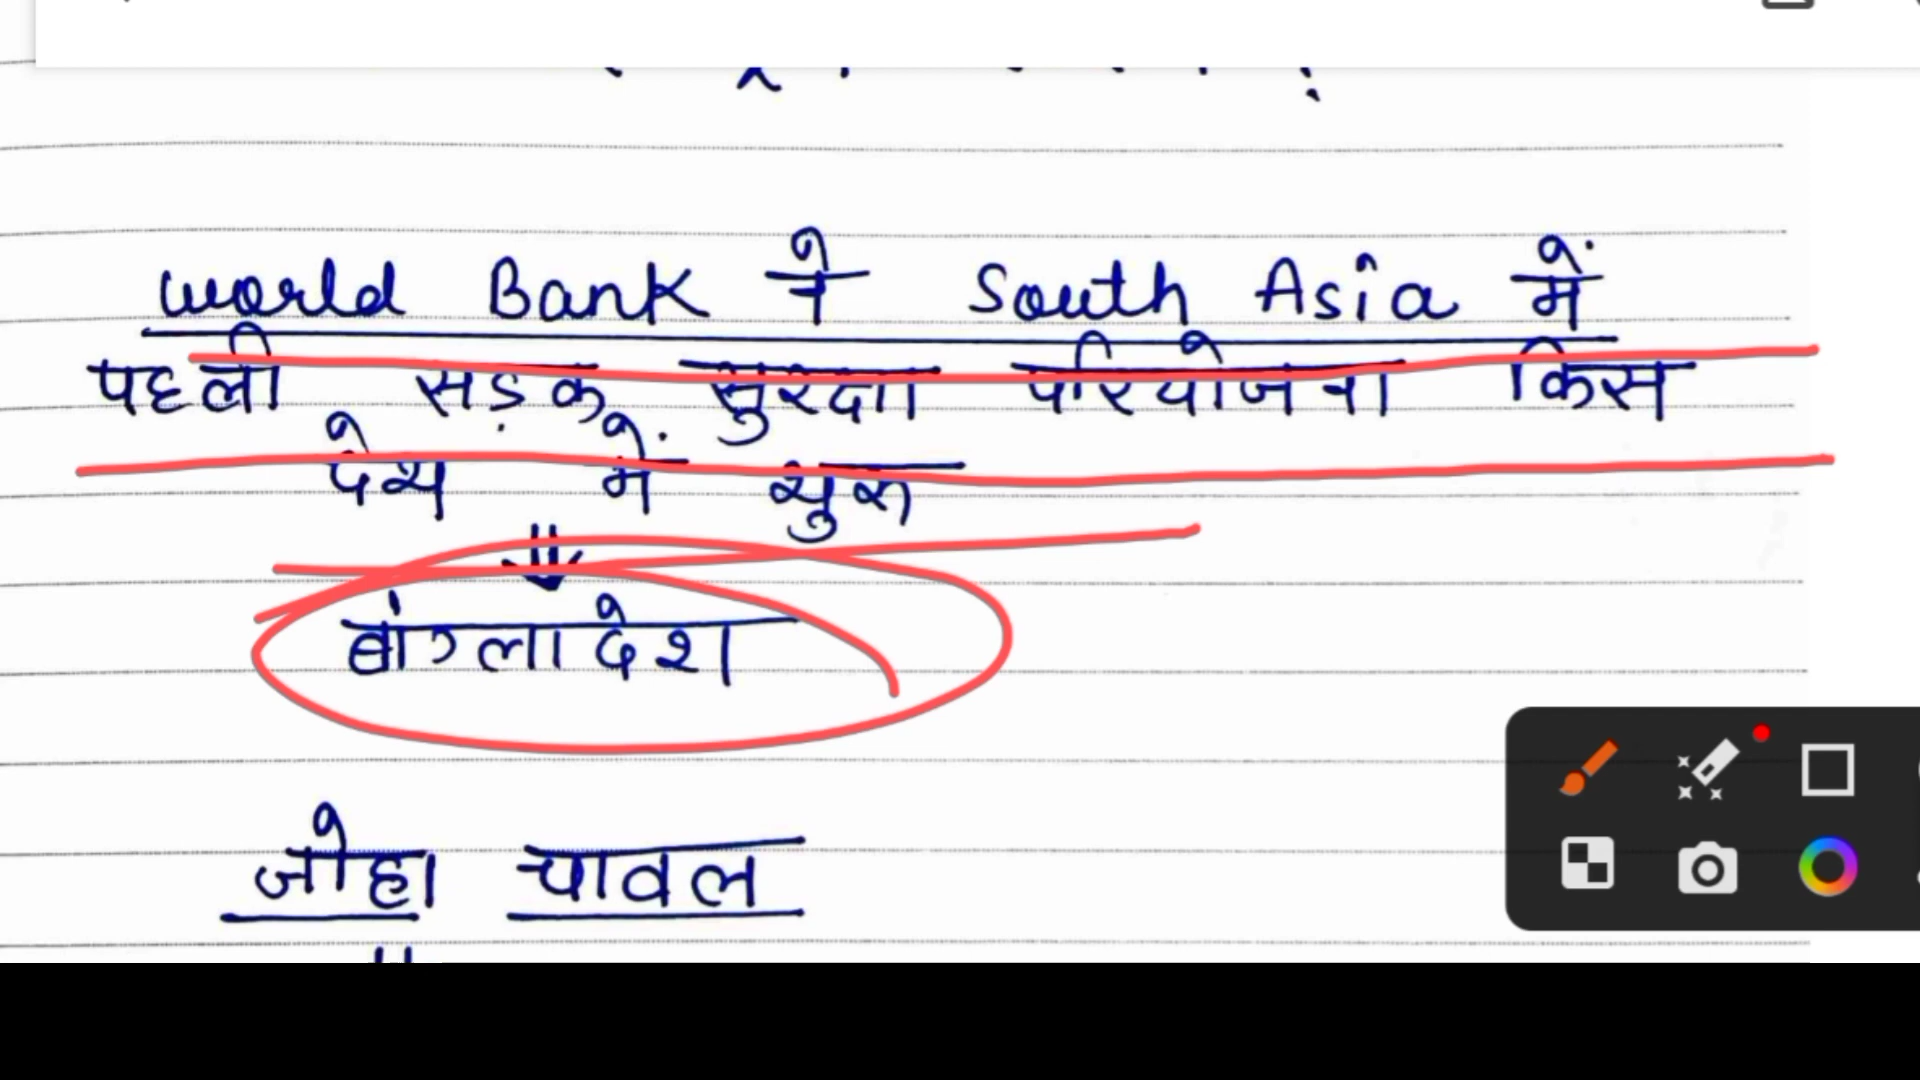 World Bank ने South Asia में
पहली सड़क सुरक्षा परियोजना किस
देश में शुरू
बांग्लादेश
जोहा चावल